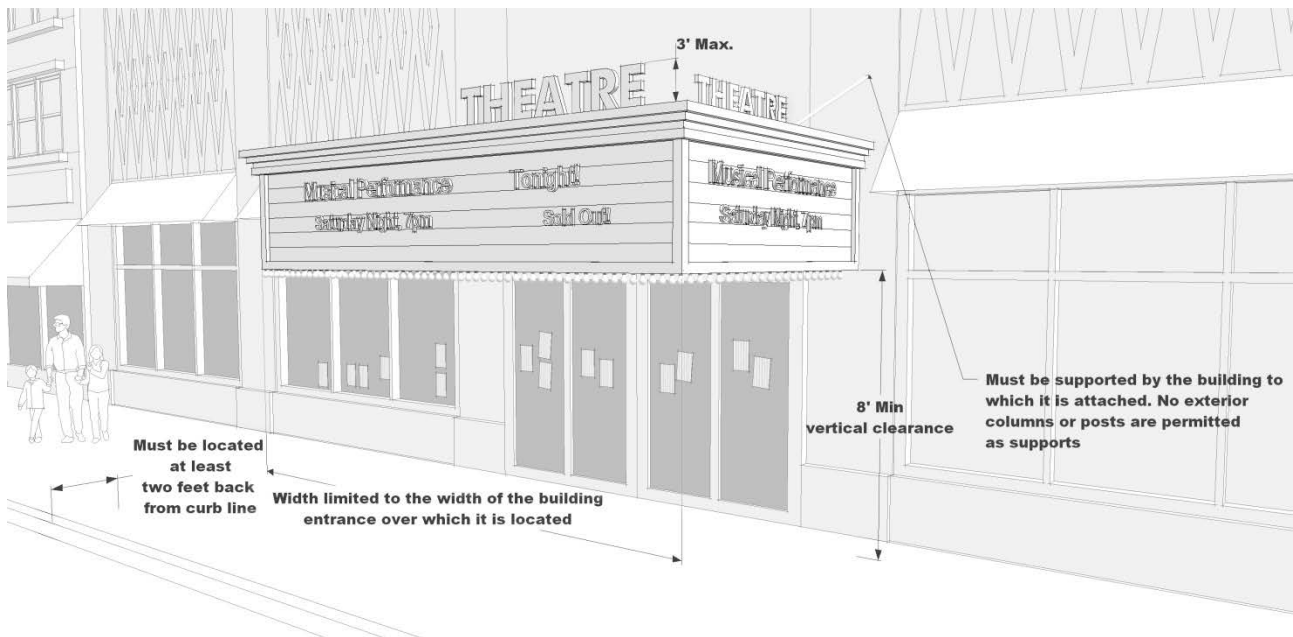 3' Max.
THEATRE
THEATRE
Musical Performance
Tonight!
Saturday Night, 7pm
Sold Out!
Musical Performance
Saturday Night, 7pm
Must be located
at least
two feet back
from curb line
Width limited to the width of the building
entrance over which it is located
8' Min
vertical clearance
Must be supported by the building to
which it is attached. No exterior
columns or posts are permitted
as supports